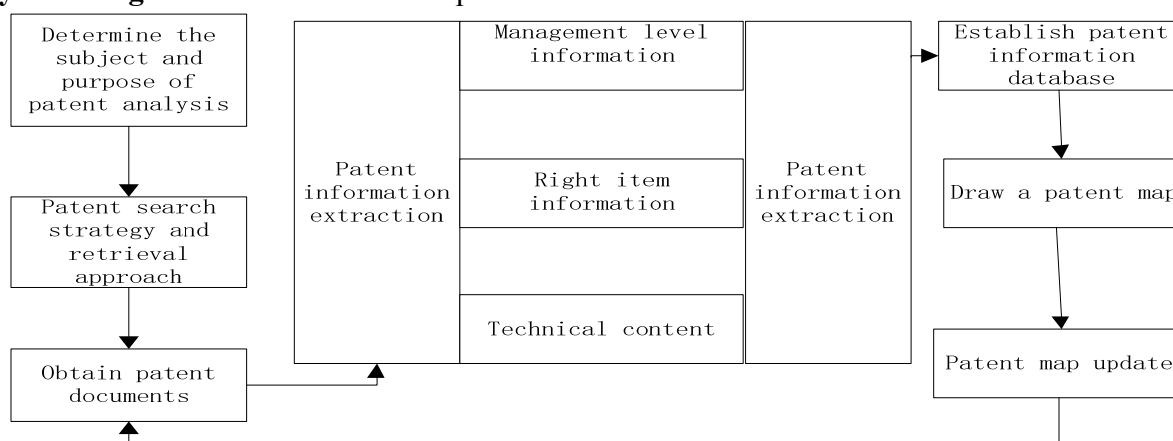 Determine the
subject and
purpose of
patent analysis
Patent search
strategy and
retrieval
approach
Obtain patent
documents
Patent
information
extraction
Management level
information
Right item
information
Technical content
Patent
information
extraction
Establish patent
information
database
Draw a patent map
Patent map update